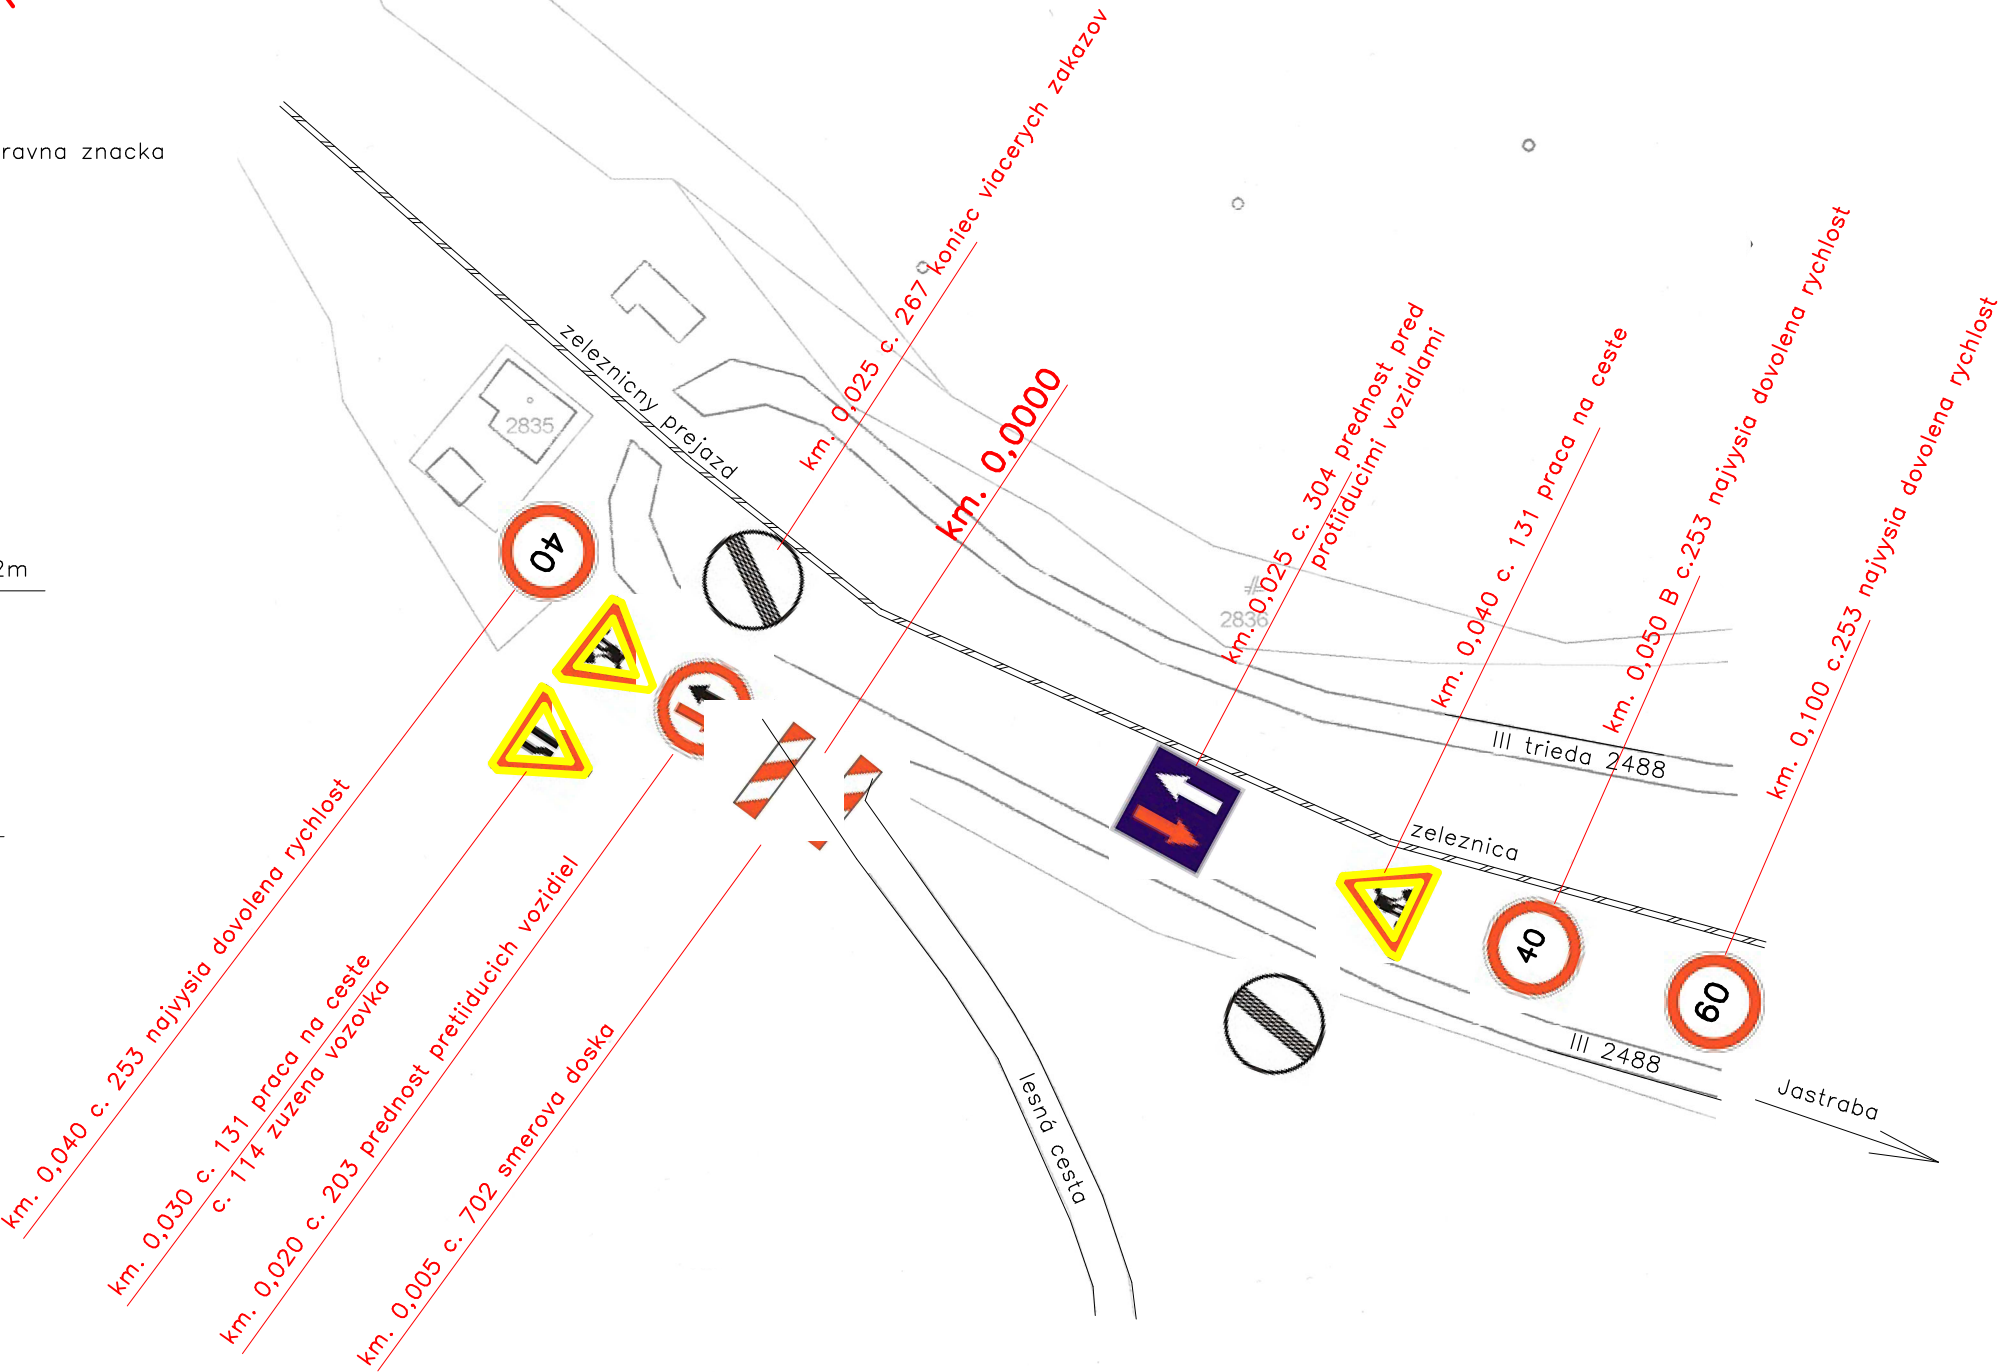 ravna znacka
2m
km. 0,025 c. 267 koniec viacerych zakazov
km. 0,0000
km. 0,025 c. 304 prednost pred
protiiducimi vozidlami
km. 0,040 c. 131 praca na ceste
km. 0,050 B c.253 najvysia dovolena rychlost
km. 0,100 c.253 najvysia dovolena rychlost
zeleznicny prejazd
2835
2836
40
III trieda 2488
zeleznica
40
60
III 2488
Jastraba
lesná cesta
km. 0,040 c. 253 najvysia dovolena rychlost
km. 0,030 c. 131 praca na ceste
c. 114 zuzena vozovka
km. 0,020 c. 203 prednost pretiiducich vozidiel
km. 0,005 c. 702 smerova doska